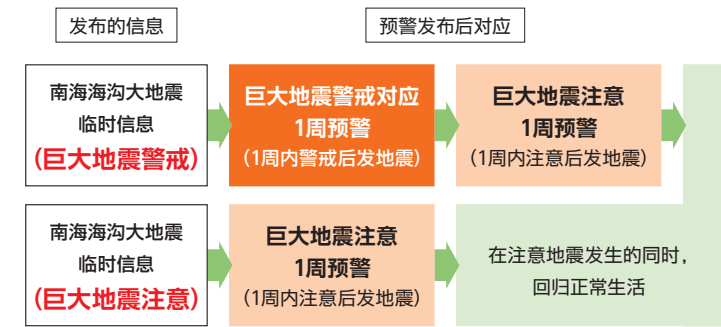 发布的信息
预警发布后对应
南海海沟大地震
临时信息
(巨大地震警戒)
巨大地震警戒对应
1周预警
(1周内警戒后发地震)
巨大地震注意
1周预警
(1周内注意后发地震)
南海海沟大地震
临时信息
(巨大地震注意)
巨大地震注意
1周预警
(1周内注意后发地震)
在注意地震发生的同时，
回归正常生活